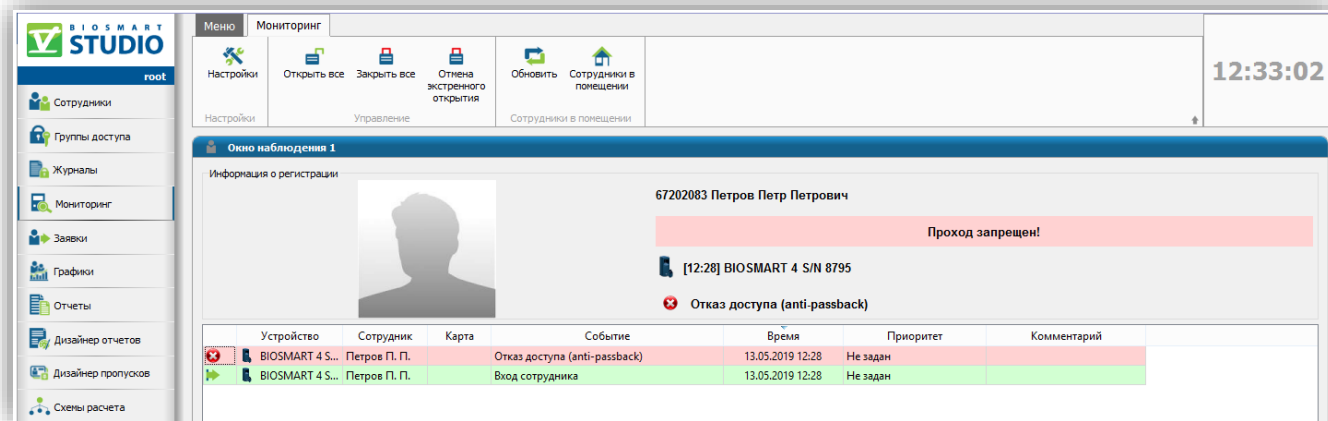 BIOSMART
STUDIO
V
root
Сотрудники
Группы доступа
Журналы
Мониторинг
Заявки
Графики
Отчеты
Дизайнер отчетов
Дизайнер пропусков
Схемы расчета
Меню Мониторинг
Настройки Открыть все Закрыть все Отмена экстренного открытия Обновить Сотрудники в помещении
Настройки Управление Сотрудники в помещении
12:33:02
Окно наблюдения 1
Информация о регистрации
67202083 Петров Петр Петрович
Проход запрещен!
[12:28] BIOSMART 4 S/N 8795
Отказ доступа (anti-passback)
Устройство Сотрудник Карта Событие Время Приоритет Комментарий
BIOSMART 4 S... Петров П. П. Отказ доступа (anti-passback) 13.05.2019 12:28 Не задан
BIOSMART 4 S... Петров П. П. Вход сотрудника 13.05.2019 12:28 Не задан